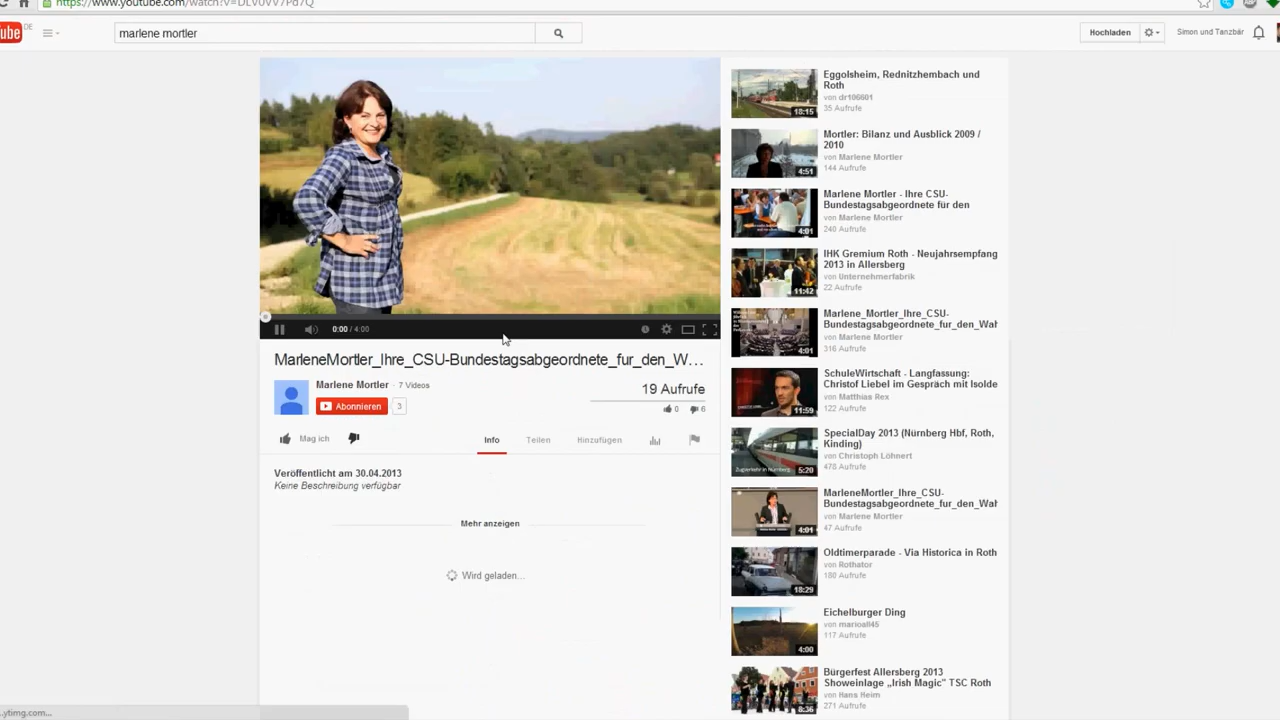 https://www.youtube.com/watch?v=DLV0VV7Pd7Q
DE
marlene mortler
Hochladen
Simon und Tanzbär
0:00 / 4:00
MarleneMortler_Ihre_CSU-Bundestagsabgeordnete_fur_den_W...
Marlene Mortler · 7 Videos
Abonnieren
3
19 Aufrufe
0
6
Mag ich
Info
Teilen
Hinzufügen
Veröffentlicht am 30.04.2013
Keine Beschreibung verfügbar
Mehr anzeigen
Wird geladen...
Eggolsheim, Rednitzhembach und
Roth
von dr106601
35 Aufrufe
18:15
Mortler: Bilanz und Ausblick 2009 /
2010
von Marlene Mortler
144 Aufrufe
4:51
Marlene Mortler - Ihre CSU-
Bundestagsabgeordnete für den
von Marlene Mortler
240 Aufrufe
4:01
IHK Gremium Roth - Neujahrsempfang
2013 in Allersberg
von Unternehmerfabrik
22 Aufrufe
11:42
Marlene_Mortler_Ihre_CSU-
Bundestagsabgeordnete_fur_den_Wah
von Marlene Mortler
316 Aufrufe
4:01
SchuleWirtschaft - Langfassung:
Christof Liebel im Gespräch mit Isolde
von Matthias Rex
122 Aufrufe
11:59
SpecialDay 2013 (Nürnberg Hbf, Roth,
Kinding)
von Christoph Löhnert
478 Aufrufe
5:20
MarleneMortler_Ihre_CSU-
Bundestagsabgeordnete_fur_den_Wah
von Marlene Mortler
47 Aufrufe
4:01
Oldtimerparade - Via Historica in Roth
von Rothator
180 Aufrufe
18:29
Eichelburger Ding
von marioall45
117 Aufrufe
4:00
Bürgerfest Allersberg 2013
Showeinlage „Irish Magic" TSC Roth
von Hans Heim
271 Aufrufe
8:36
.ytimg.com...